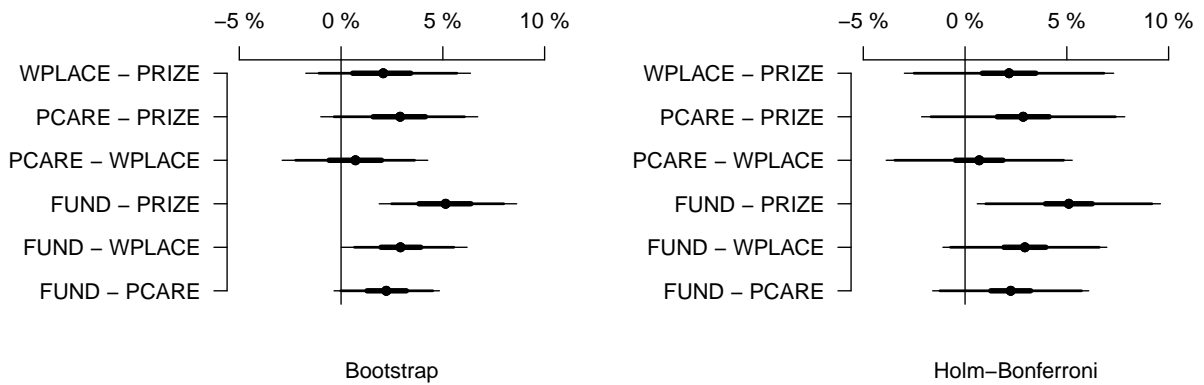 −5 % 0 % 5 % 10 %
WPLACE − PRIZE
PCARE − PRIZE
PCARE − WPLACE
FUND − PRIZE
FUND − WPLACE
FUND − PCARE
Bootstrap
−5 % 0 % 5 % 10 %
WPLACE − PRIZE
PCARE − PRIZE
PCARE − WPLACE
FUND − PRIZE
FUND − WPLACE
FUND − PCARE
Holm−Bonferroni